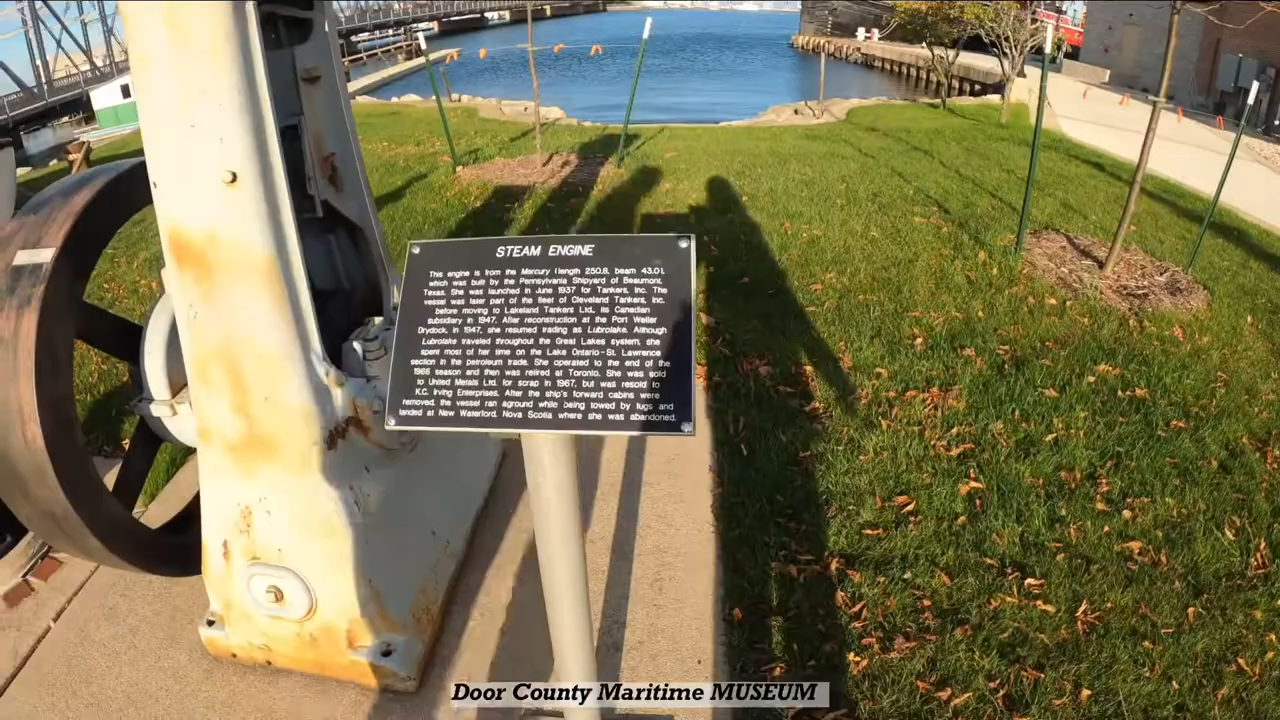 STEAM ENGINE
This engine is from the Mercury (length 250.8, beam 43.0),
which was built by the Pennsylvania Shipyard of Beaumont,
Texas. She was launched in June 1937 for Tankers, Inc. The
vessel was later part of the fleet of Cleveland Tankers, Inc.
before moving to Lakeland Tankers Ltd., its Canadian
subsidiary in 1947. After reconstruction at the Port Weller
Drydock, in 1947, she resumed trading as Lubrolake. Although
Lubrolake traveled throughout the Great Lakes system, she
spent most of her time on the Lake Ontario-St. Lawrence
section in the petroleum trade. She operated to the end of the
1966 season and then was retired at Toronto. She was sold
to United Metals Ltd. for scrap in 1967, but was resold to
K.C. Irving Enterprises. After the ship's forward cabins were
removed, the vessel ran aground while being towed by tugs and
landed at New Waterford, Nova Scotia where she was abandoned.
Door County Maritime MUSEUM